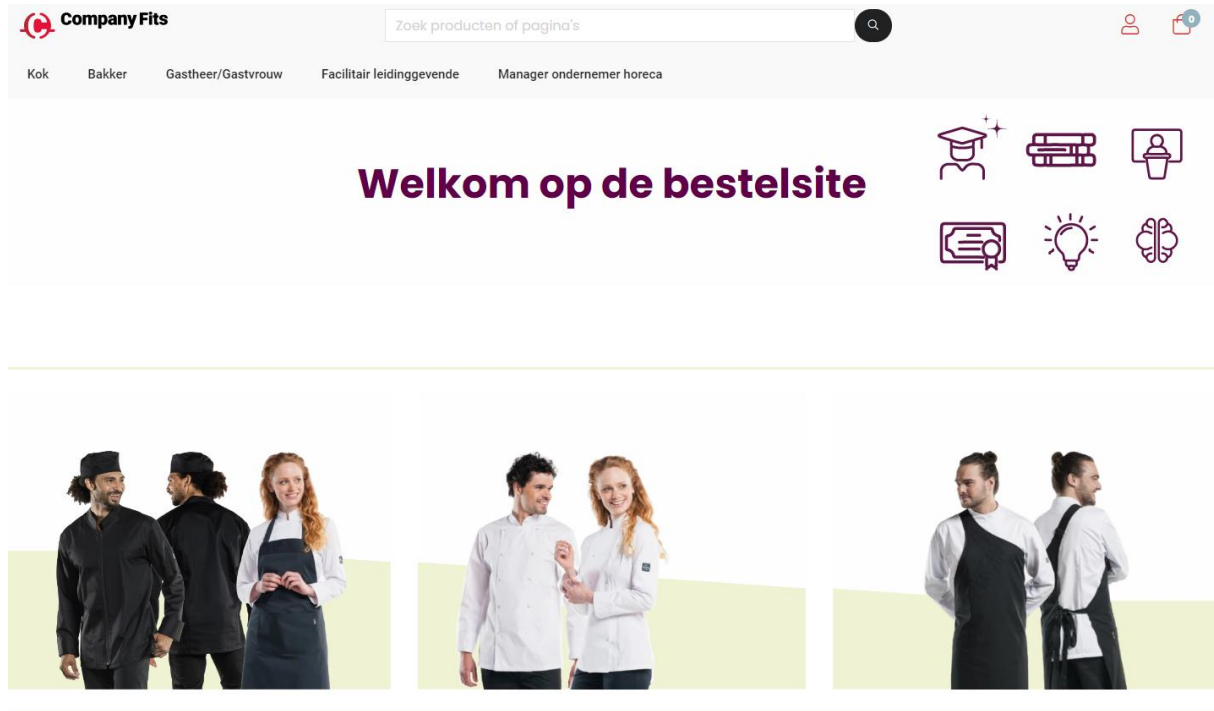 Company Fits
Zoek producten of pagina's
0
Kok Bakker Gastheer/Gastvrouw Facilitair leidinggevende Manager ondernemer horeca
Welkom op de bestelsite